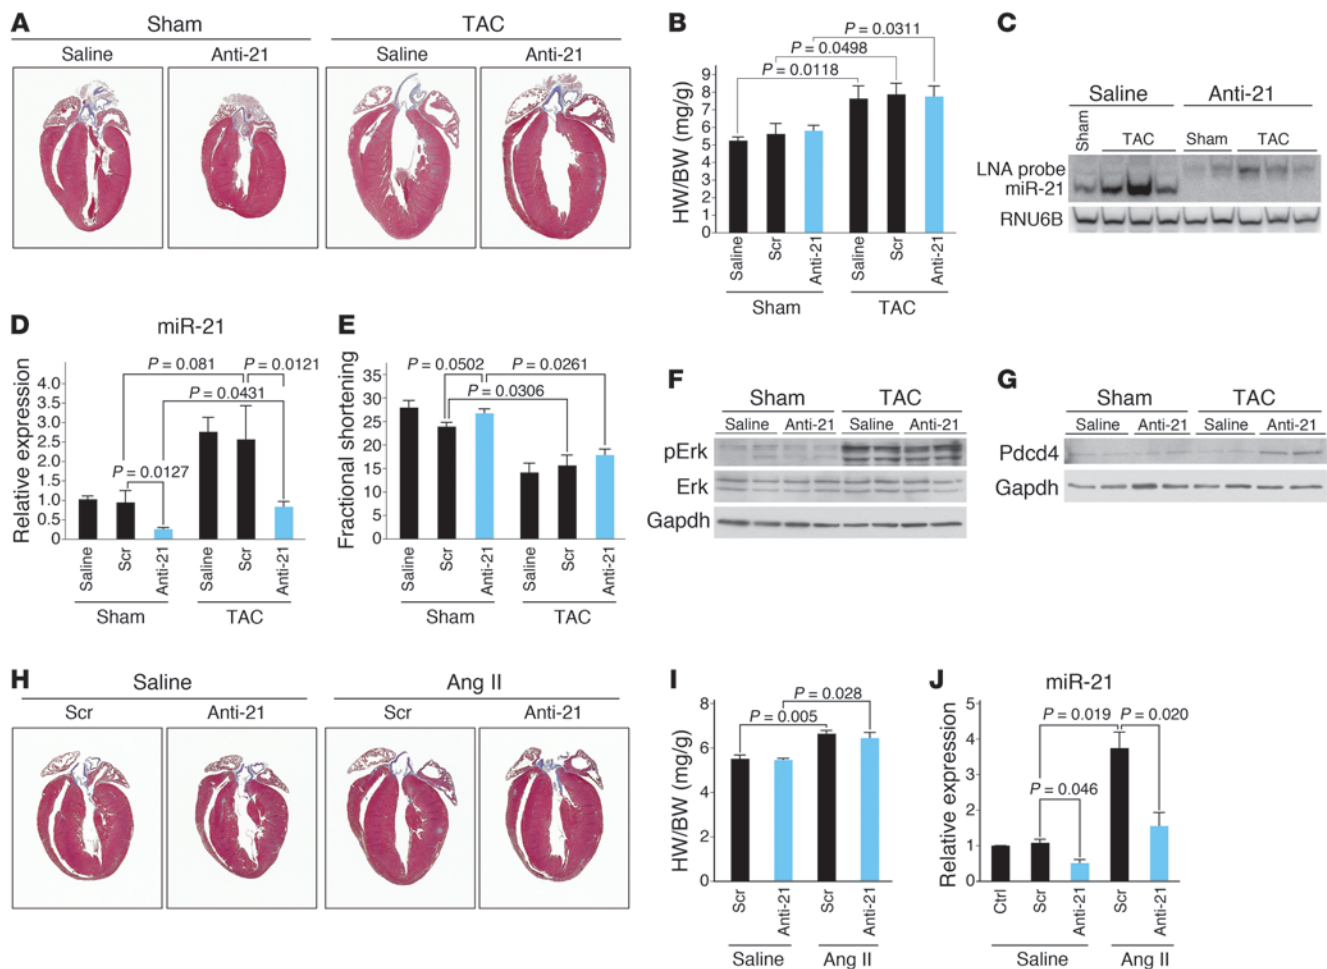 A
Sham
TAC
Saline
Anti-21
Saline
Anti-21
B
P = 0.0311
P = 0.0498
P = 0.0118
HW/BW (mg/g)
9
8
7
6
5
4
3
2
1
0
Saline
Scr
Anti-21
Saline
Scr
Anti-21
Sham
TAC
C
Saline
Anti-21
Sham
TAC
Sham
TAC
LNA probe
miR-21
RNU6B
D
miR-21
P = 0.081
P = 0.0121
P = 0.0431
P = 0.0127
Relative expression
4.0
3.5
3.0
2.5
2.0
1.5
1.0
0.5
0
Saline
Scr
Anti-21
Saline
Scr
Anti-21
Sham
TAC
E
P = 0.0502
P = 0.0261
P = 0.0306
Fractional shortening
35
30
25
20
15
10
5
0
Saline
Scr
Anti-21
Saline
Scr
Anti-21
Sham
TAC
F
Sham
TAC
Saline
Anti-21
Saline
Anti-21
pErk
Erk
Gapdh
G
Sham
TAC
Saline
Anti-21
Saline
Anti-21
Pdcd4
Gapdh
H
Saline
Ang II
Scr
Anti-21
Scr
Anti-21
I
P = 0.028
P = 0.005
HW/BW (mg/g)
8
6
4
2
0
Scr
Anti-21
Scr
Anti-21
Saline
Ang II
J
miR-21
P = 0.019
P = 0.020
P = 0.046
Relative expression
5
4
3
2
1
0
Ctrl
Scr
Anti-21
Scr
Anti-21
Saline
Ang II